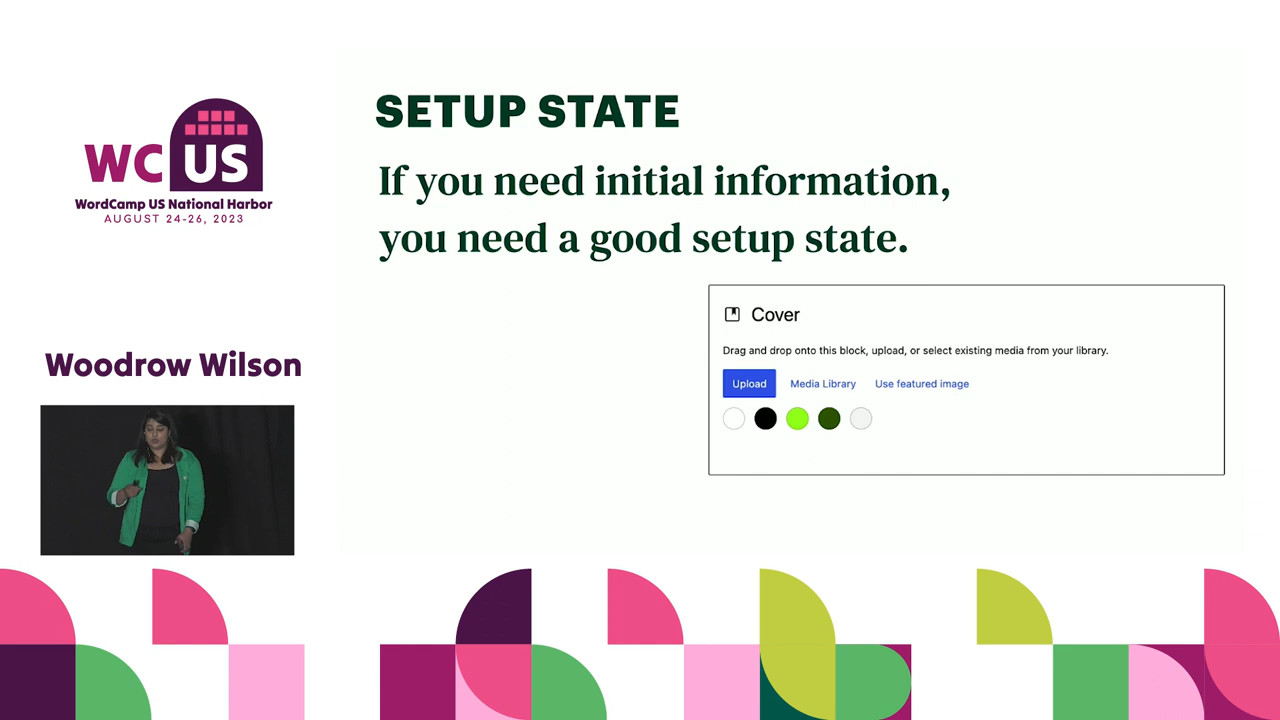 WC US
WordCamp US National Harbor
AUGUST 24-26, 2023
Woodrow Wilson
SETUP STATE
If you need initial information,
you need a good setup state.
Cover
Drag and drop onto this block, upload, or select existing media from your library.
Upload Media Library Use featured image